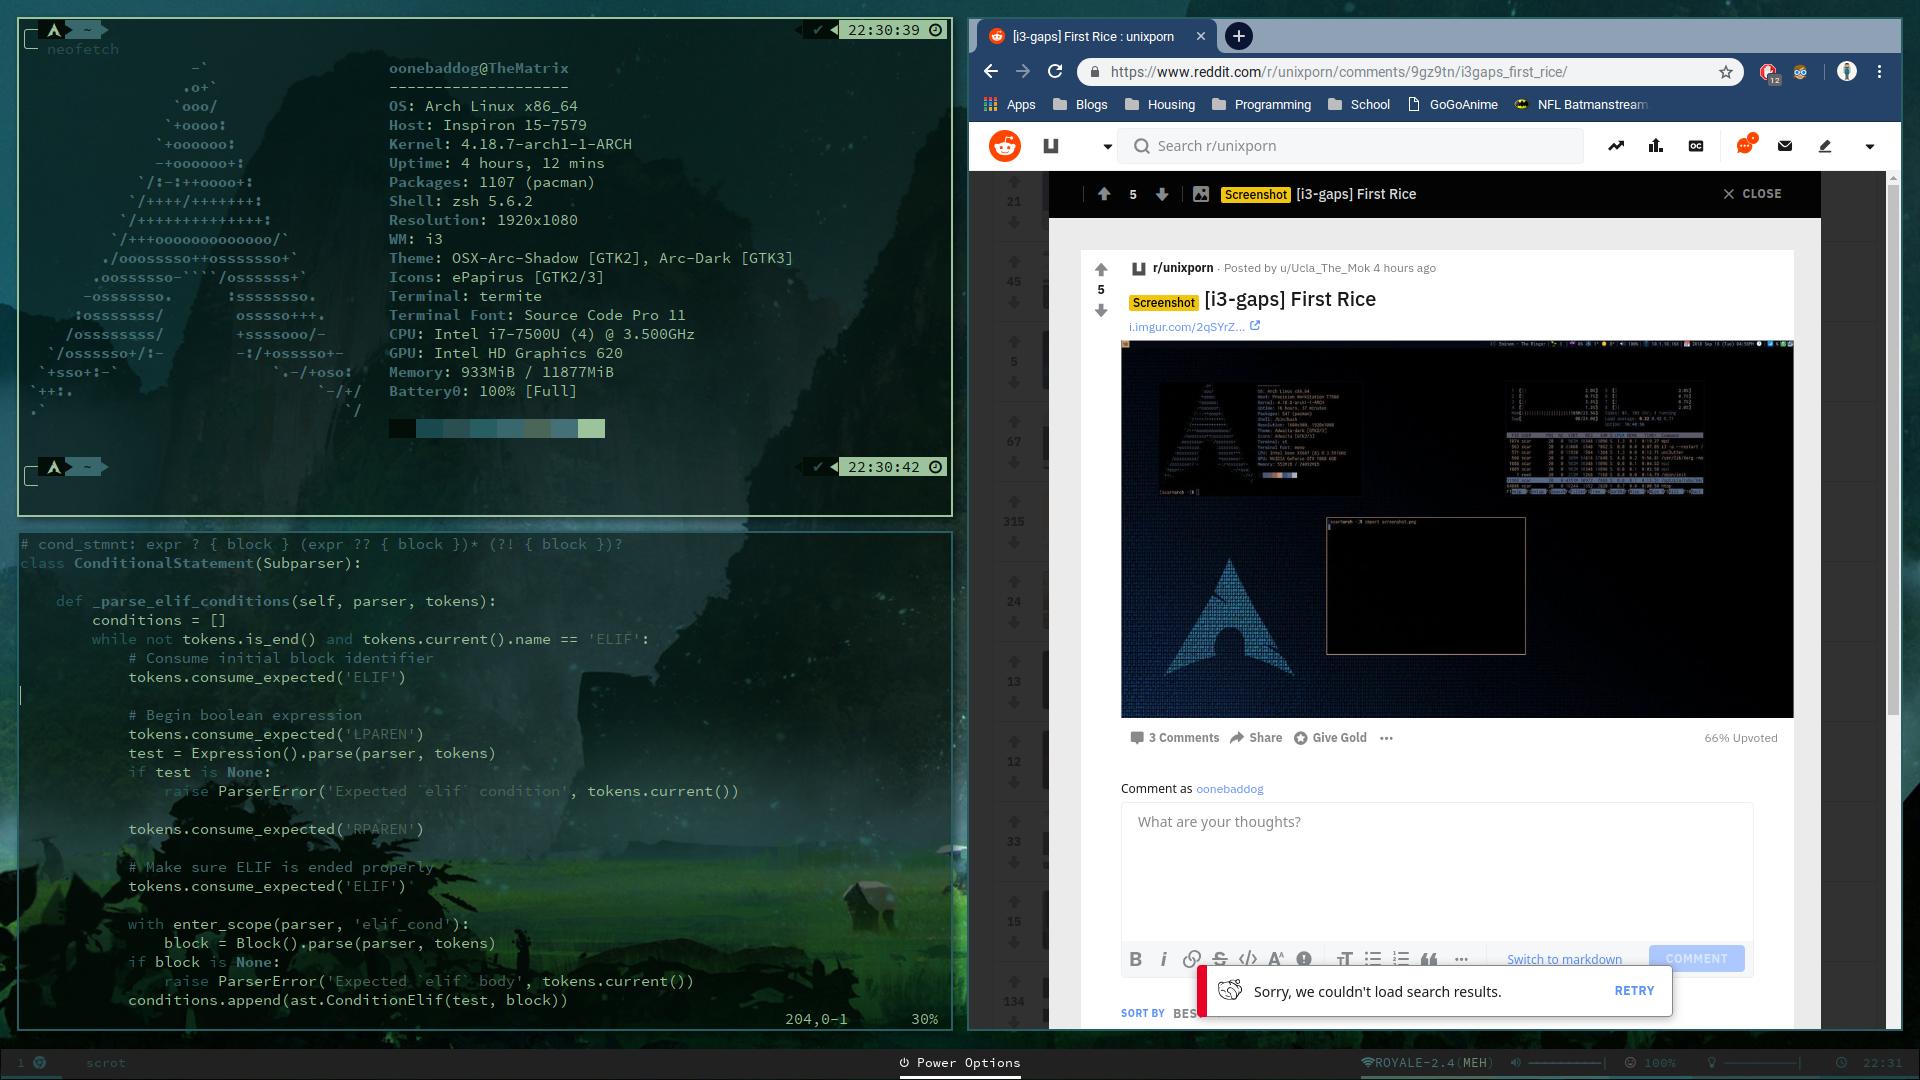 ~
✔ 22:30:39
neofetch
oonebaddog@TheMatrix
--------------------
OS: Arch Linux x86_64
Host: Inspiron 15-7579
Kernel: 4.18.7-arch1-1-ARCH
Uptime: 4 hours, 12 mins
Packages: 1107 (pacman)
Shell: zsh 5.6.2
Resolution: 1920x1080
WM: i3
Theme: OSX-Arc-Shadow [GTK2], Arc-Dark [GTK3]
Icons: ePapirus [GTK2/3]
Terminal: termite
Terminal Font: Source Code Pro 11
CPU: Intel i7-7500U (4) @ 3.500GHz
GPU: Intel HD Graphics 620
Memory: 933MiB / 11877MiB
Battery0: 100% [Full]
~
✔ 22:30:42
# cond_stmt: expr ? { block } (expr ?? { block })* (?! { block })?
class ConditionalStatement(Subparser):
def _parse_elif_conditions(self, parser, tokens):
conditions = []
while not tokens.is_end() and tokens.current().name == 'ELIF':
# Consume initial block identifier
tokens.consume_expected('ELIF')
# Begin boolean expression
tokens.consume_expected('LPAREN')
test = Expression().parse(parser, tokens)
if test is None:
raise ParserError('Expected `elif` condition', tokens.current())
tokens.consume_expected('RPAREN')
# Make sure ELIF is ended properly
tokens.consume_expected('ELIF')
with enter_scope(parser, 'elif_cond'):
block = Block().parse(parser, tokens)
if block is None:
raise ParserError('Expected `elif` body', tokens.current())
conditions.append(ast.ConditionElif(test, block))
204,0-1 30%
[i3-gaps] First Rice : unixporn
https://www.reddit.com/r/unixporn/comments/9gz9tn/i3gaps_first_rice/
12
Apps Blogs Housing Programming School GoGoAnime NFL Batmanstream
Search r/unixporn
5 Screenshot [i3-gaps] First Rice CLOSE
21
45
5
67
315
24
13
12
33
15
134
r/unixporn · Posted by u/Ucla_The_Mok 4 hours ago
5
Screenshot [i3-gaps] First Rice
i.imgur.com/2qSYrZ...
3 Comments Share Give Gold ••• 66% Upvoted
Comment as oonebaddog
What are your thoughts?
Switch to markdown COMMENT
Sorry, we couldn't load search results. RETRY
SORT BY BES
1 scrot
Power Options
ROYALE-2.4(MEH) 100% 22:31